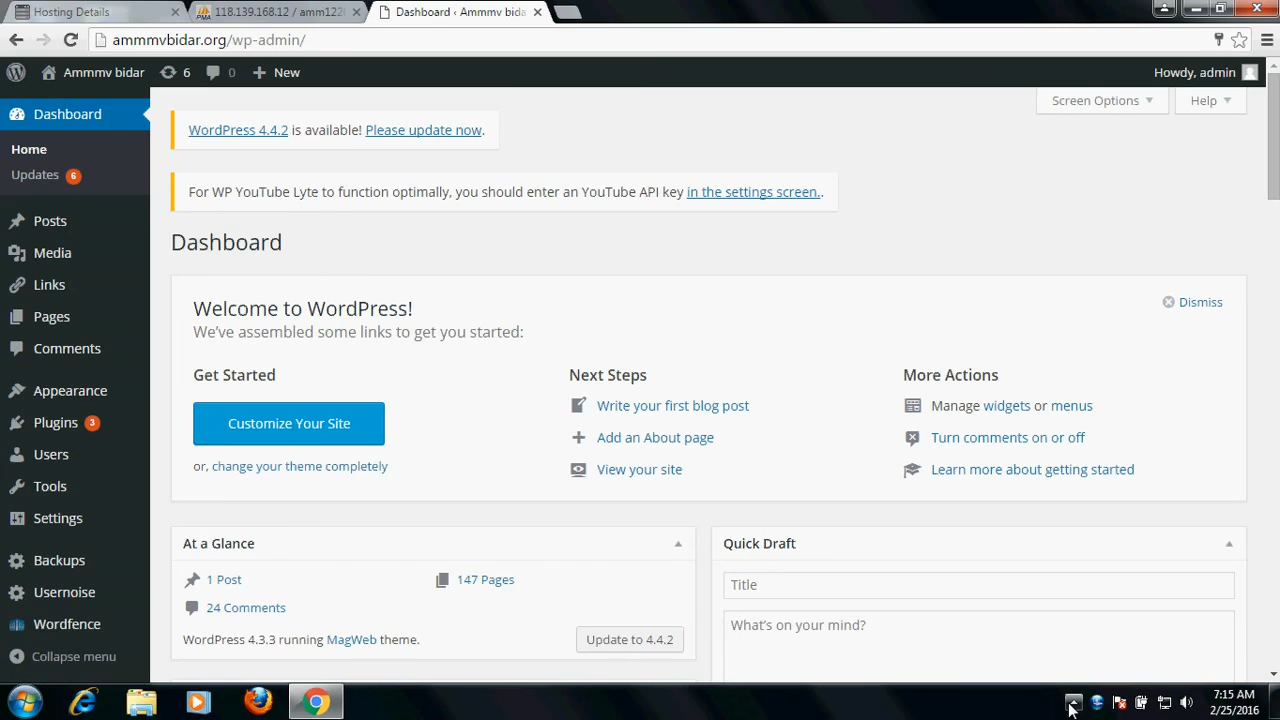 Hosting Details
118.139.168.12 / amm122
Dashboard ‹ Ammmv bida
ammmvbidar.org/wp-admin/
Ammmv bidar
6
0
New
Howdy, admin
Dashboard
Home
Updates 6
Posts
Media
Links
Pages
Comments
Appearance
Plugins 3
Users
Tools
Settings
Backups
Usernoise
Wordfence
Collapse menu
Screen Options
Help
WordPress 4.4.2 is available! Please update now.
For WP YouTube Lyte to function optimally, you should enter an YouTube API key in the settings screen..
Dashboard
Welcome to WordPress!
We've assembled some links to get you started:
Dismiss
Get Started
Customize Your Site
or, change your theme completely
Next Steps
Write your first blog post
Add an About page
View your site
More Actions
Manage widgets or menus
Turn comments on or off
Learn more about getting started
At a Glance
1 Post
147 Pages
24 Comments
WordPress 4.3.3 running MagWeb theme.
Update to 4.4.2
Quick Draft
Title
What's on your mind?
7:15 AM
2/25/2016